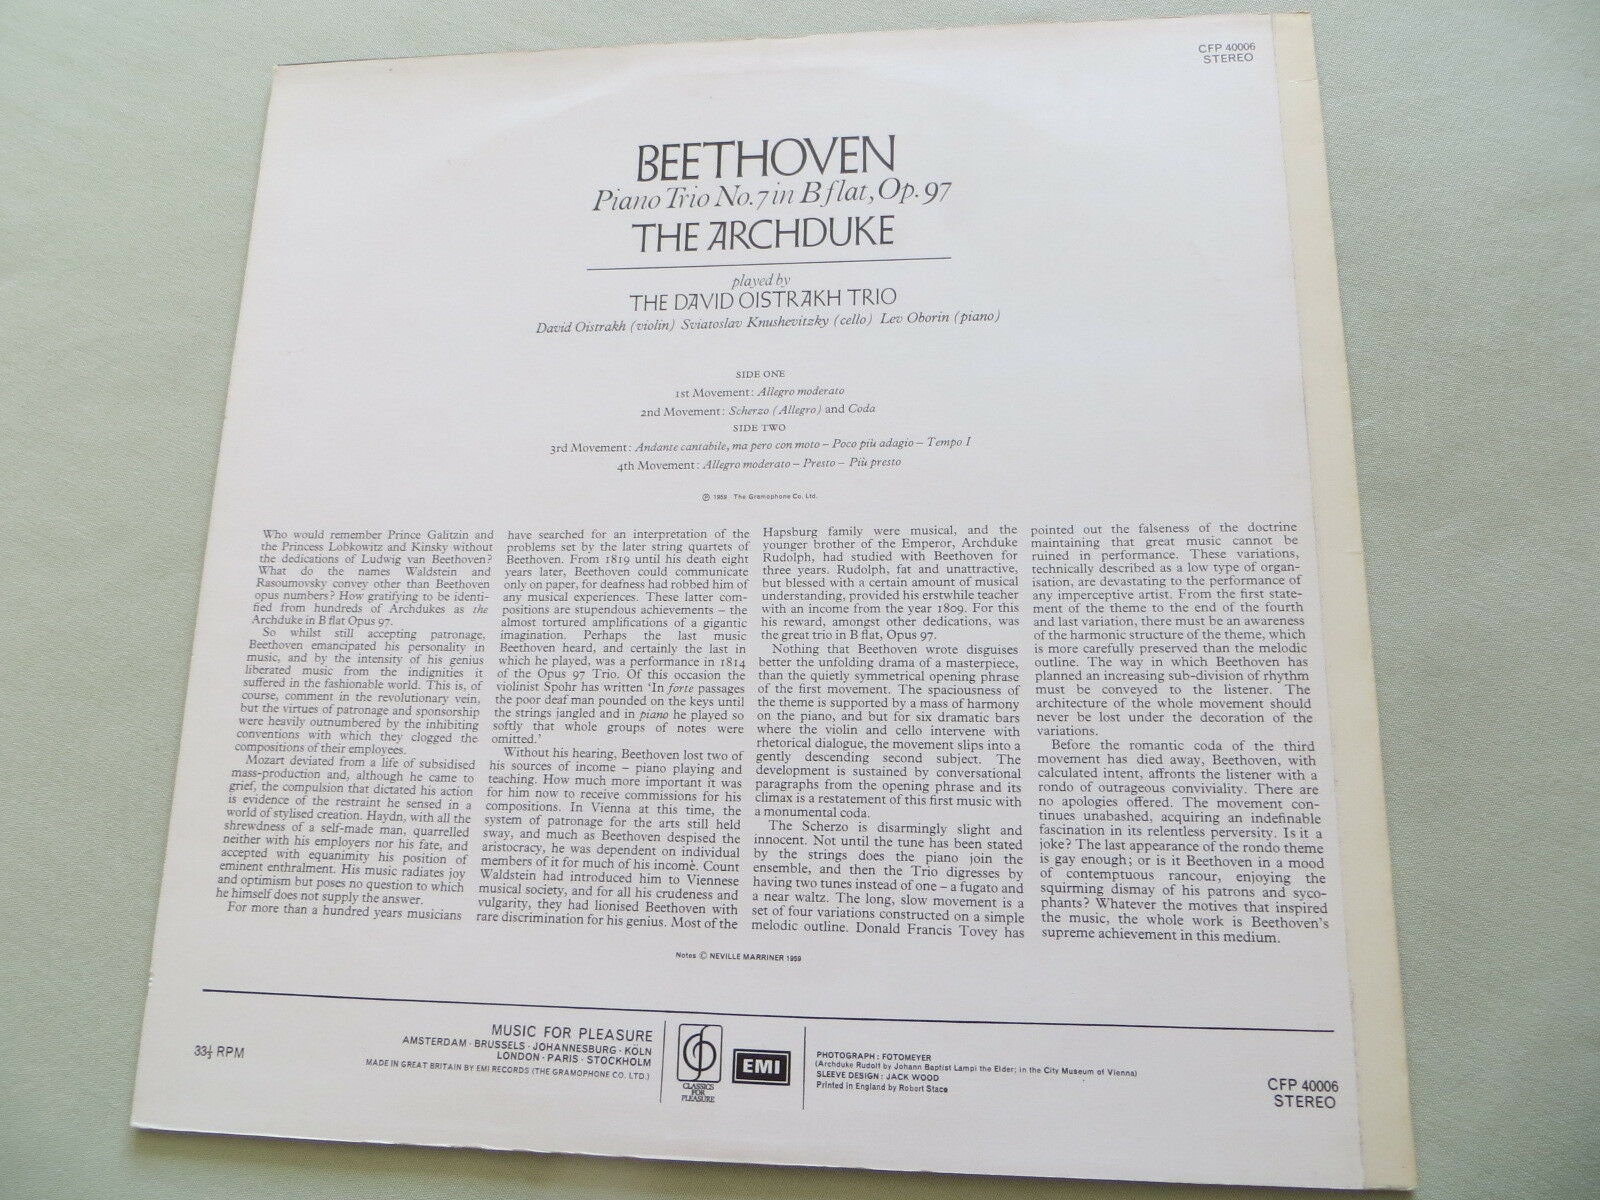 CFP 40006
STEREO
BEETHOVEN
Piano Trio No.7 in B flat, Op. 97
THE ARCHDUKE
played by
THE DAVID OISTRAKH TRIO
David Oistrakh (violin) Sviatoslav Knushevitzky (cello) Lev Oborin (piano)
SIDE ONE
1st Movement: Allegro moderato
2nd Movement: Scherzo (Allegro) and Coda
SIDE TWO
3rd Movement: Andante cantabile, ma pero con moto – Poco più adagio – Tempo I
4th Movement: Allegro moderato – Presto – Più presto
℗ 1959 The Gramophone Co. Ltd.
Who would remember Prince Galitzin and
the Princess Lobkowitz and Kinsky without
the dedications of Ludwig van Beethoven?
What do the names Waldstein and
Rasoumovsky convey other than Beethoven
opus numbers? How gratifying to be identi-
fied from hundreds of Archdukes as the
Archduke in B flat Opus 97.
So whilst still accepting patronage,
Beethoven emancipated his personality in
music, and by the intensity of his genius
liberated music from the indignities it
suffered in the fashionable world. This is, of
course, comment in the revolutionary vein,
but the virtues of patronage and sponsorship
were heavily outnumbered by the inhibiting
conventions with which they clogged the
compositions of their employees.
Mozart deviated from a life of subsidised
mass-production and, although he came to
grief, the compulsion that dictated his action
is evidence of the restraint he sensed in a
world of stylised creation. Haydn, with all the
shrewdness of a self-made man, quarrelled
neither with his employers nor his fate, and
accepted with equanimity his position of
eminent enthralment. His music radiates joy
and optimism but poses no question to which
he himself does not supply the answer.
For more than a hundred years musicians
have searched for an interpretation of the
problems set by the later string quartets of
Beethoven. From 1819 until his death eight
years later, Beethoven could communicate
only on paper, for deafness had robbed him of
any musical experiences. These latter com-
positions are stupendous achievements – the
almost tortured amplifications of a gigantic
imagination. Perhaps the last music
Beethoven heard, and certainly the last in
which he played, was a performance in 1814
of the Opus 97 Trio. Of this occasion the
violinist Spohr has written 'In forte passages
the poor deaf man pounded on the keys until
the strings jangled and in piano he played so
softly that whole groups of notes were
omitted.'
Without his hearing, Beethoven lost two of
his sources of income – piano playing and
teaching. How much more important it was
for him now to receive commissions for his
compositions. In Vienna at this time, the
system of patronage for the arts still held
sway, and much as Beethoven despised the
aristocracy, he was dependent on individual
members of it for much of his income. Count
Waldstein had introduced him to Viennese
musical society, and for all his crudeness and
vulgarity, they had lionised Beethoven with
rare discrimination for his genius. Most of the
Hapsburg family were musical, and the
younger brother of the Emperor, Archduke
Rudolph, had studied with Beethoven for
three years. Rudolph, fat and unattractive,
but blessed with a certain amount of musical
understanding, provided his erstwhile teacher
with an income from the year 1809. For this
his reward, amongst other dedications, was
the great trio in B flat, Opus 97.
Nothing that Beethoven wrote disguises
better the unfolding drama of a masterpiece,
than the quietly symmetrical opening phrase
of the first movement. The spaciousness of
the theme is supported by a mass of harmony
on the piano, and but for six dramatic bars
where the violin and cello intervene with
rhetorical dialogue, the movement slips into a
gently descending second subject. The
development is sustained by conversational
paragraphs from the opening phrase and its
climax is a restatement of this first music with
a monumental coda.
The Scherzo is disarmingly slight and
innocent. Not until the tune has been stated
by the strings does the piano join the
ensemble, and then the Trio digresses by
having two tunes instead of one – a fugato and
a near waltz. The long, slow movement is a
set of four variations constructed on a simple
melodic outline. Donald Francis Tovey has
pointed out the falseness of the doctrine
maintaining that great music cannot be
ruined in performance. These variations,
technically described as a low type of organ-
isation, are devastating to the performance of
any imperceptive artist. From the first state-
ment of the theme to the end of the fourth
and last variation, there must be an awareness
of the harmonic structure of the theme, which
is more carefully preserved than the melodic
outline. The way in which Beethoven has
planned an increasing sub-division of rhythm
must be conveyed to the listener. The
architecture of the whole movement should
never be lost under the decoration of the
variations.
Before the romantic coda of the third
movement has died away, Beethoven, with
calculated intent, affronts the listener with a
rondo of outrageous conviviality. There are
no apologies offered. The movement con-
tinues unabashed, acquiring an indefinable
fascination in its relentless perversity. Is it a
joke? The last appearance of the rondo theme
is gay enough; or is it Beethoven in a mood
of contemptuous rancour, enjoying the
squirming dismay of his patrons and syco-
phants? Whatever the motives that inspired
the music, the whole work is Beethoven's
supreme achievement in this medium.
Notes © NEVILLE MARRINER 1959
33⅓ RPM
MUSIC FOR PLEASURE
AMSTERDAM · BRUSSELS · JOHANNESBURG · KÖLN
LONDON · PARIS · STOCKHOLM
MADE IN GREAT BRITAIN BY EMI RECORDS (THE GRAMOPHONE CO. LTD.)
CLASSICS
FOR
PLEASURE
EMI
PHOTOGRAPH : FOTOMEYER
(Archduke Rudolf by Johann Baptist Lampi the Elder; in the City Museum of Vienna)
SLEEVE DESIGN : JACK WOOD
Printed in England by Robert Stace
CFP 40006
STEREO